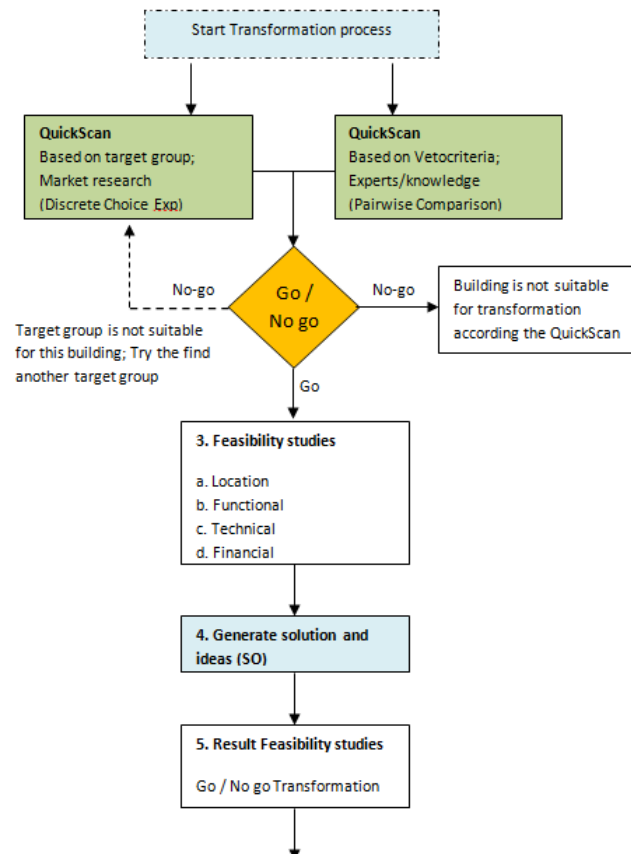 Start Transformation process
QuickScan
Based on target group;
Market research
(Discrete Choice Exp)
QuickScan
Based on Vetocriteria;
Experts/knowledge
(Pairwise Comparison)
No-go
Go /
No go
No-go
Building is not suitable
for transformation
according the QuickScan
Target group is not suitable
for this building; Try the find
another target group
Go
3. Feasibility studies
a. Location
b. Functional
c. Technical
d. Financial
4. Generate solution and
ideas (SO)
5. Result Feasibility studies
Go / No go Transformation